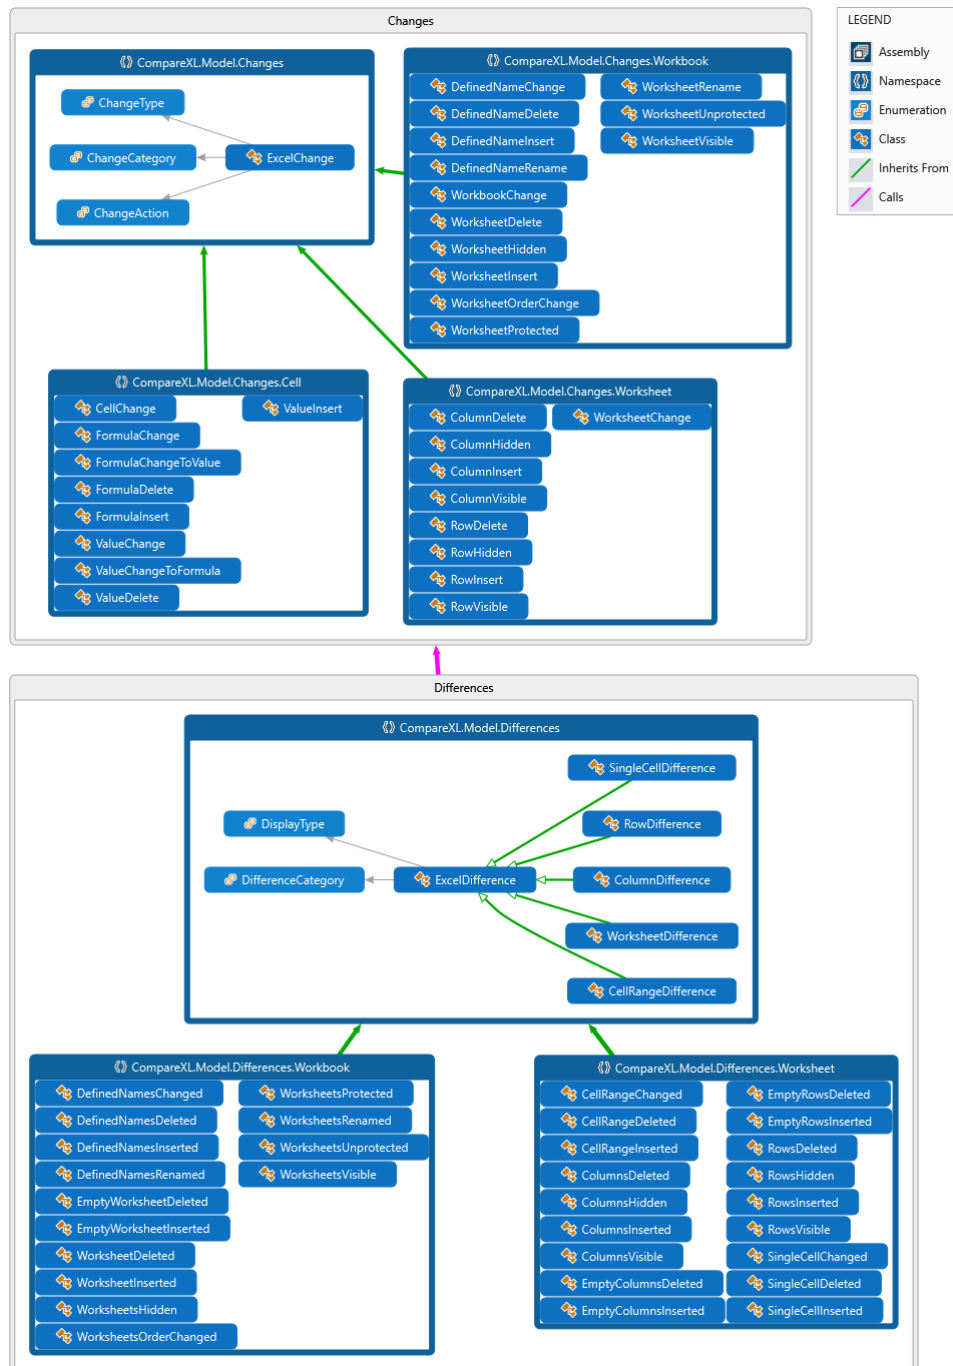 Changes
CompareXL.Model.Changes
ChangeType
ChangeCategory
ExcelChange
ChangeAction
CompareXL.Model.Changes.Workbook
DefinedNameChange
DefinedNameDelete
DefinedNameInsert
DefinedNameRename
WorkbookChange
WorksheetDelete
WorksheetHidden
WorksheetInsert
WorksheetOrderChange
WorksheetProtected
WorksheetRename
WorksheetUnprotected
WorksheetVisible
LEGEND
Assembly
Namespace
Enumeration
Class
Inherits From
Calls
CompareXL.Model.Changes.Cell
CellChange
FormulaChange
FormulaChangeToValue
FormulaDelete
FormulaInsert
ValueChange
ValueChangeToFormula
ValueDelete
ValueInsert
CompareXL.Model.Changes.Worksheet
ColumnDelete
ColumnHidden
ColumnInsert
ColumnVisible
RowDelete
RowHidden
RowInsert
RowVisible
WorksheetChange
Differences
CompareXL.Model.Differences
SingleCellDifference
DisplayType
RowDifference
DifferenceCategory
ExcelDifference
ColumnDifference
WorksheetDifference
CellRangeDifference
CompareXL.Model.Differences.Workbook
DefinedNamesChanged
DefinedNamesDeleted
DefinedNamesInserted
DefinedNamesRenamed
EmptyWorksheetDeleted
EmptyWorksheetInserted
WorksheetDeleted
WorksheetInserted
WorksheetsHidden
WorksheetsOrderChanged
WorksheetsProtected
WorksheetsRenamed
WorksheetsUnprotected
WorksheetsVisible
CompareXL.Model.Differences.Worksheet
CellRangeChanged
CellRangeDeleted
CellRangeInserted
ColumnsDeleted
ColumnsHidden
ColumnsInserted
ColumnsVisible
EmptyColumnsDeleted
EmptyColumnsInserted
EmptyRowsDeleted
EmptyRowsInserted
RowsDeleted
RowsHidden
RowsInserted
RowsVisible
SingleCellChanged
SingleCellDeleted
SingleCellInserted